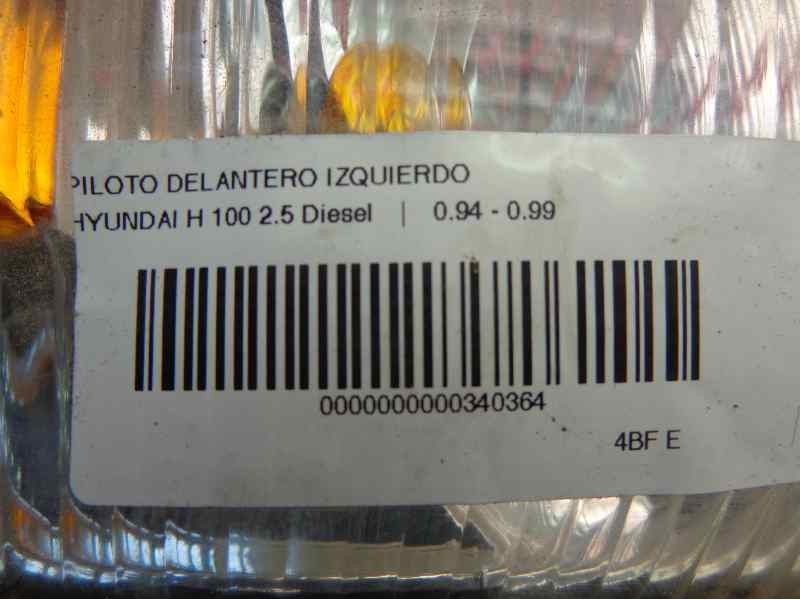 PILOTO DELANTERO IZQUIERDO
HYUNDAI H 100 2.5 Diesel | 0.94 - 0.99
0000000000340364
4BF E